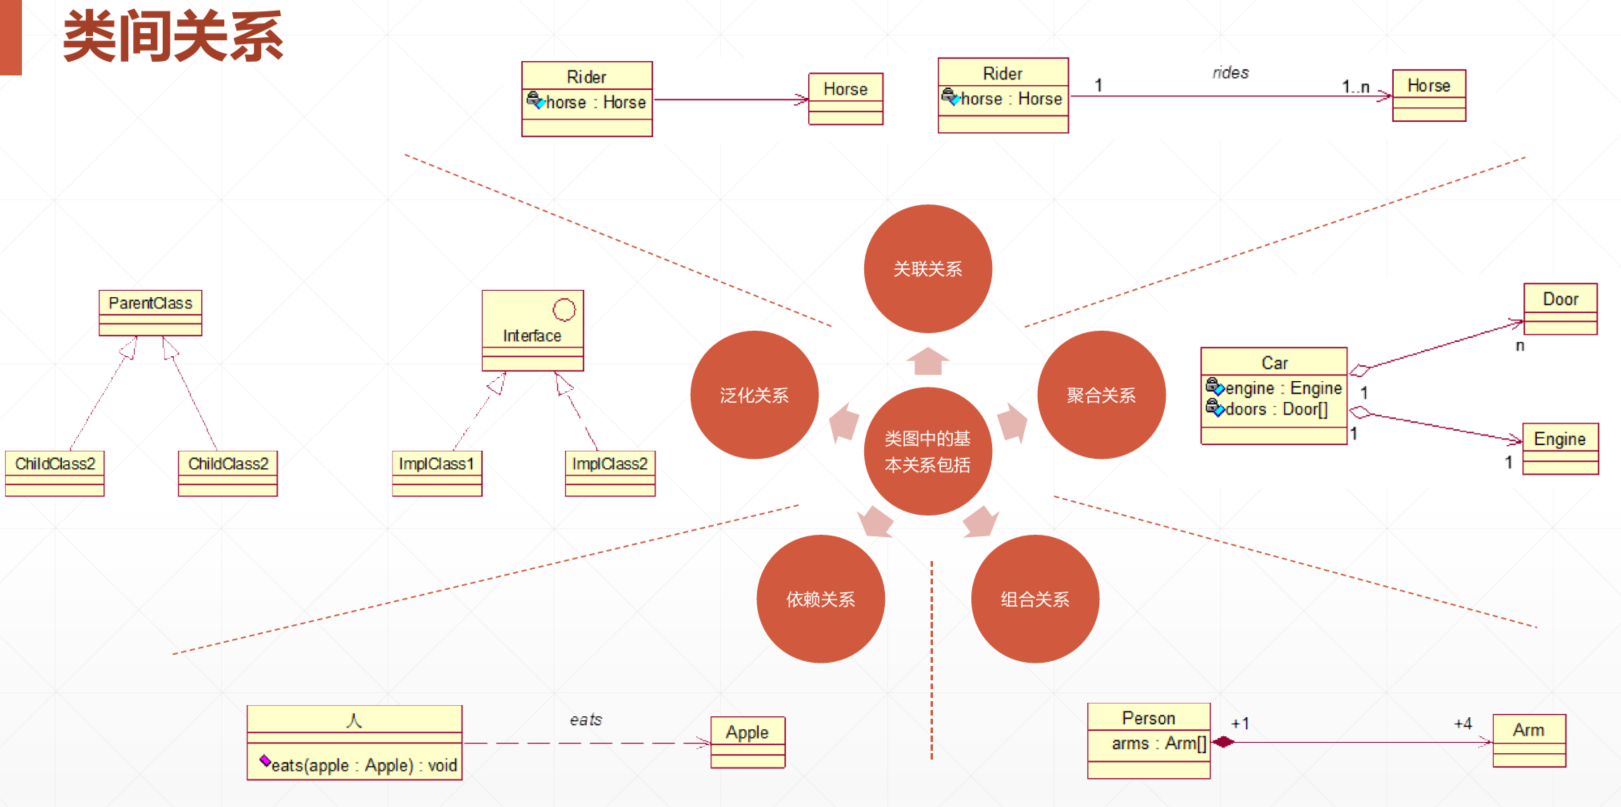 类间关系
Rider
horse : Horse
Horse
Rider
horse : Horse
1
rides
1..n
Horse
关联关系
ParentClass
ChildClass2
ChildClass2
Interface
ImplClass1
ImplClass2
泛化关系
类图中的基
本关系包括
聚合关系
Car
engine : Engine
doors : Door[]
1
1
Door
n
Engine
1
依赖关系
组合关系
人
eats(apple : Apple) : void
eats
Apple
Person
arms : Arm[]
+1
+4
Arm